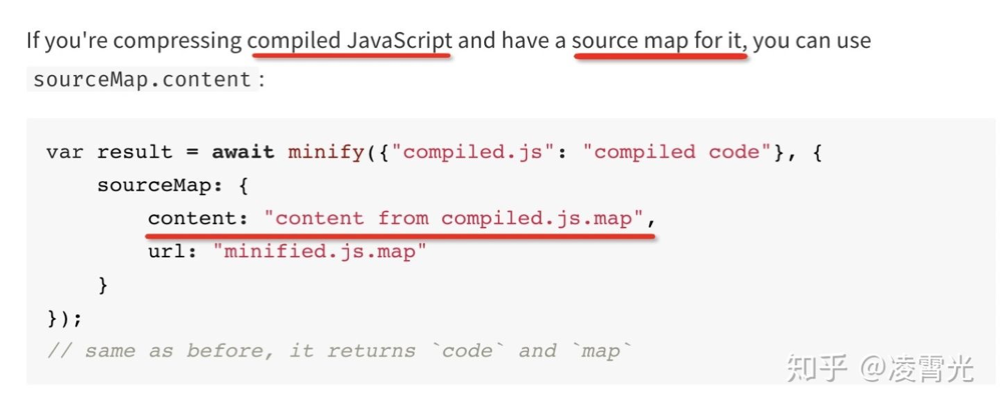 If you're compressing compiled JavaScript and have a source map for it, you can use
sourceMap.content :
var result = await minify({"compiled.js": "compiled code"}, {
    sourceMap: {
        content: "content from compiled.js.map",
        url: "minified.js.map"
    }
});
// same as before, it returns `code` and `map`
知乎 @凌霄光